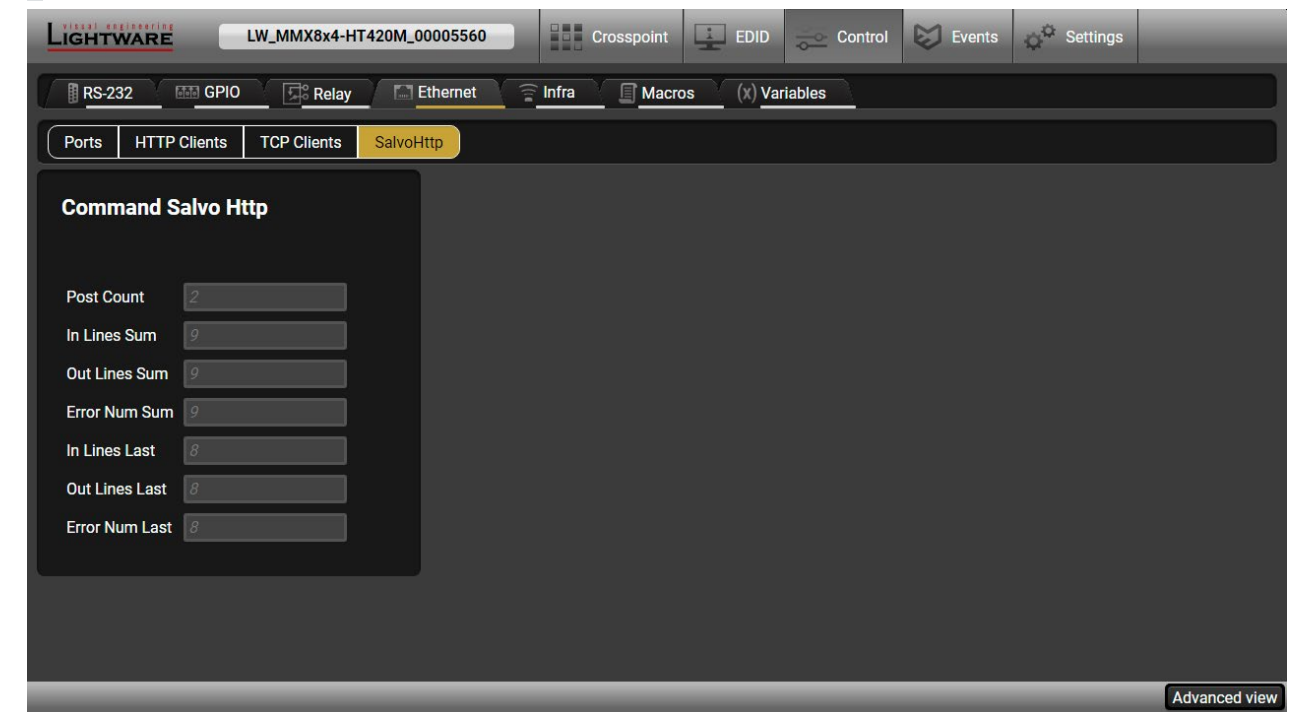 visual engineering
LIGHTWARE
LW_MMX8x4-HT420M_00005560
Crosspoint
EDID
Control
Events
Settings
RS-232
GPIO
Relay
Ethernet
Infra
Macros
(x) Variables
Ports
HTTP Clients
TCP Clients
SalvoHttp
Command Salvo Http
Post Count 2
In Lines Sum 9
Out Lines Sum 9
Error Num Sum 9
In Lines Last 8
Out Lines Last 8
Error Num Last 8
Advanced view